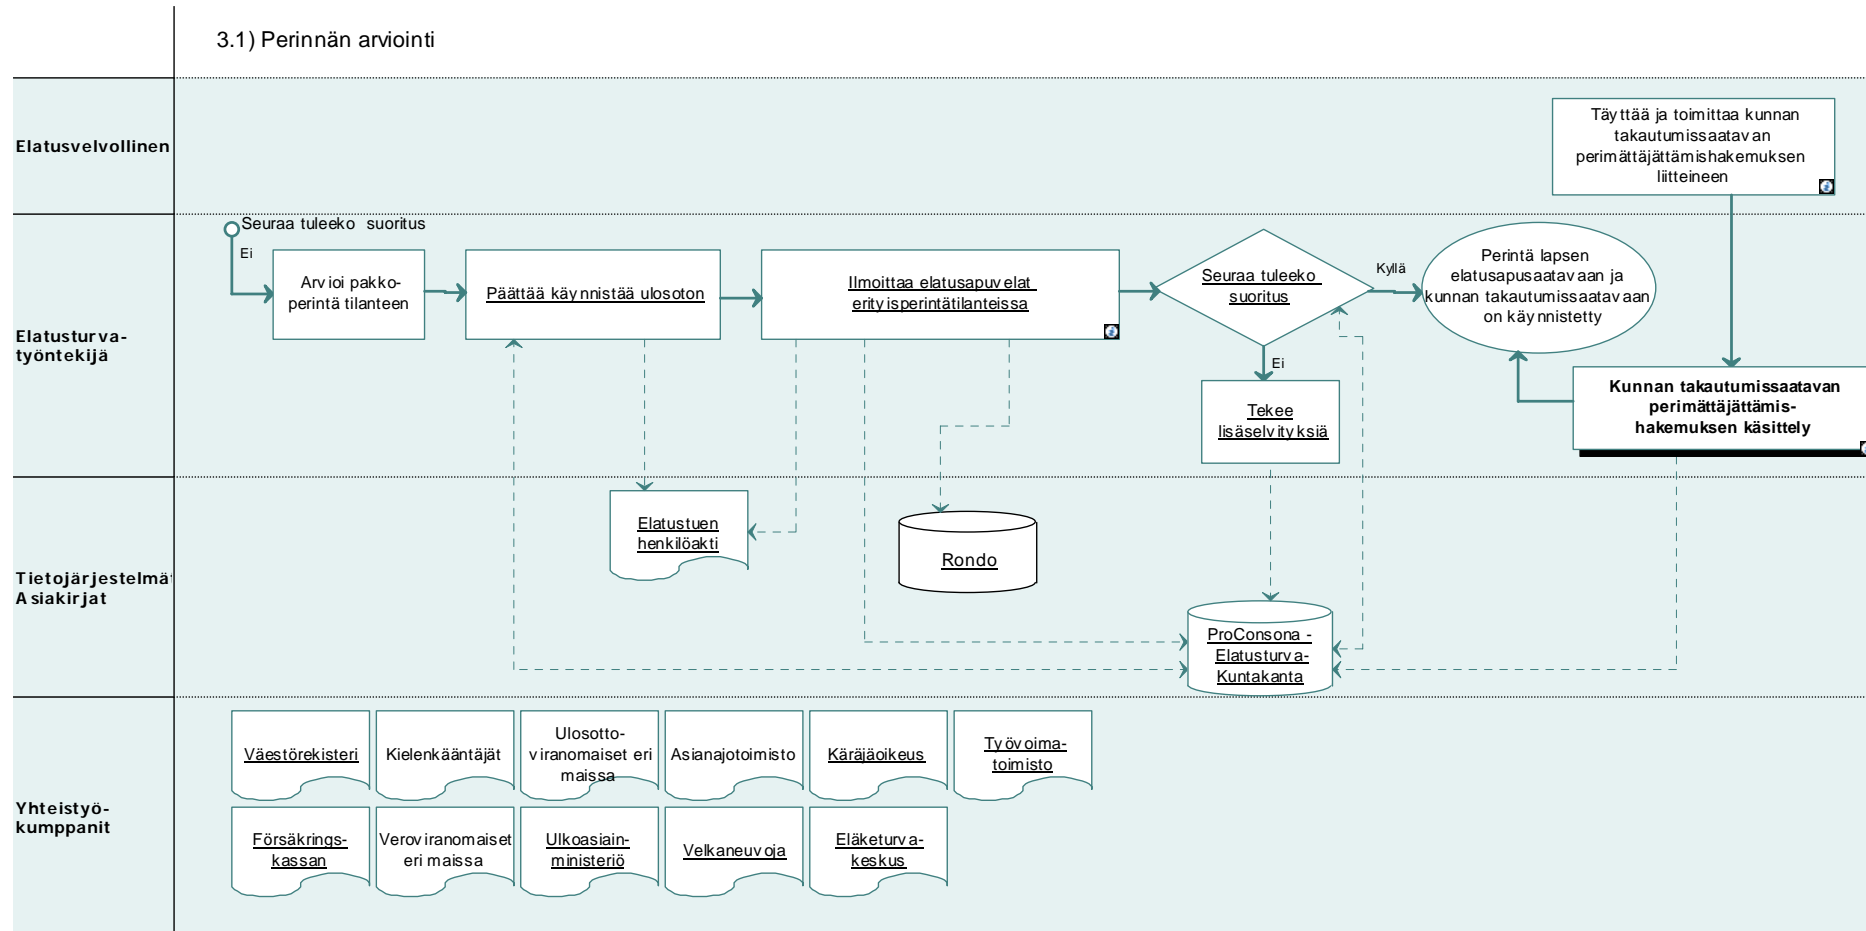 3.1) Perinnän arviointi
Elatusvelvollinen
Täyttää ja toimittaa kunnan
takautumissaatavan
perimättäjättämishakemuksen
liitteineen
Elatusturva-
työntekijä
Seuraa tuleeko suoritus
Ei
Arvioi pakko-
perintä tilanteen
Päättää käynnistää ulosoton
Ilmoittaa elatusapuvelat
erityisperintätilanteissa
Seuraa tuleeko
suoritus
Kyllä
Perintä lapsen
elatusapusaatavaan ja
kunnan takautumissaatavaan
on käynnistetty
Ei
Tekee
lisäselvityksiä
Kunnan takautumissaatavan
perimättäjättämis-
hakemuksen käsittely
Tietojärjestelmät
Asiakirjat
Elatustuen
henkilöakti
Rondo
ProConsona -
Elatusturva-
Kuntakanta
Yhteistyö-
kumppanit
Väestörekisteri
Kielenkääntäjät
Ulosotto-
viranomaiset eri
maissa
Asianajotoimisto
Käräjäoikeus
Työvoima-
toimisto
Försäkrings-
kassan
Veroviranomaiset
eri maissa
Ulkoasiain-
ministeriö
Velkaneuvoja
Eläketurva-
keskus